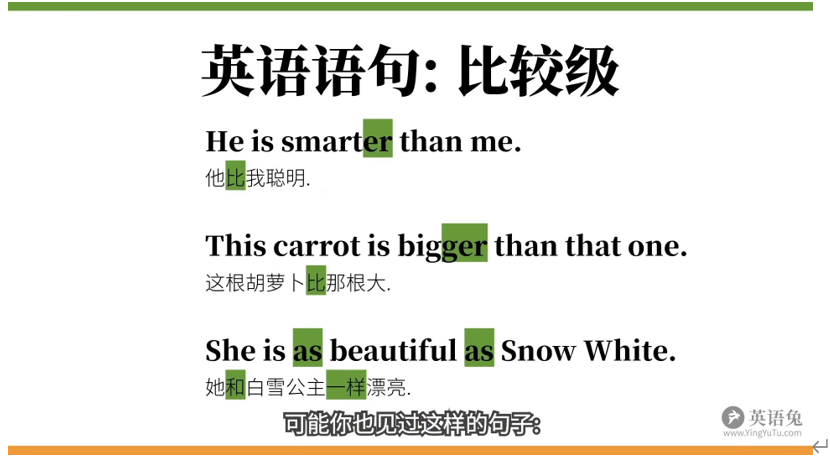 英语语句: 比较级
He is smarter than me.
他比我聪明.
This carrot is bigger than that one.
这根胡萝卜比那根大.
She is as beautiful as Snow White.
她和白雪公主一样漂亮.
可能你也见过这样的句子:
英语兔
www.YingYuTu.com